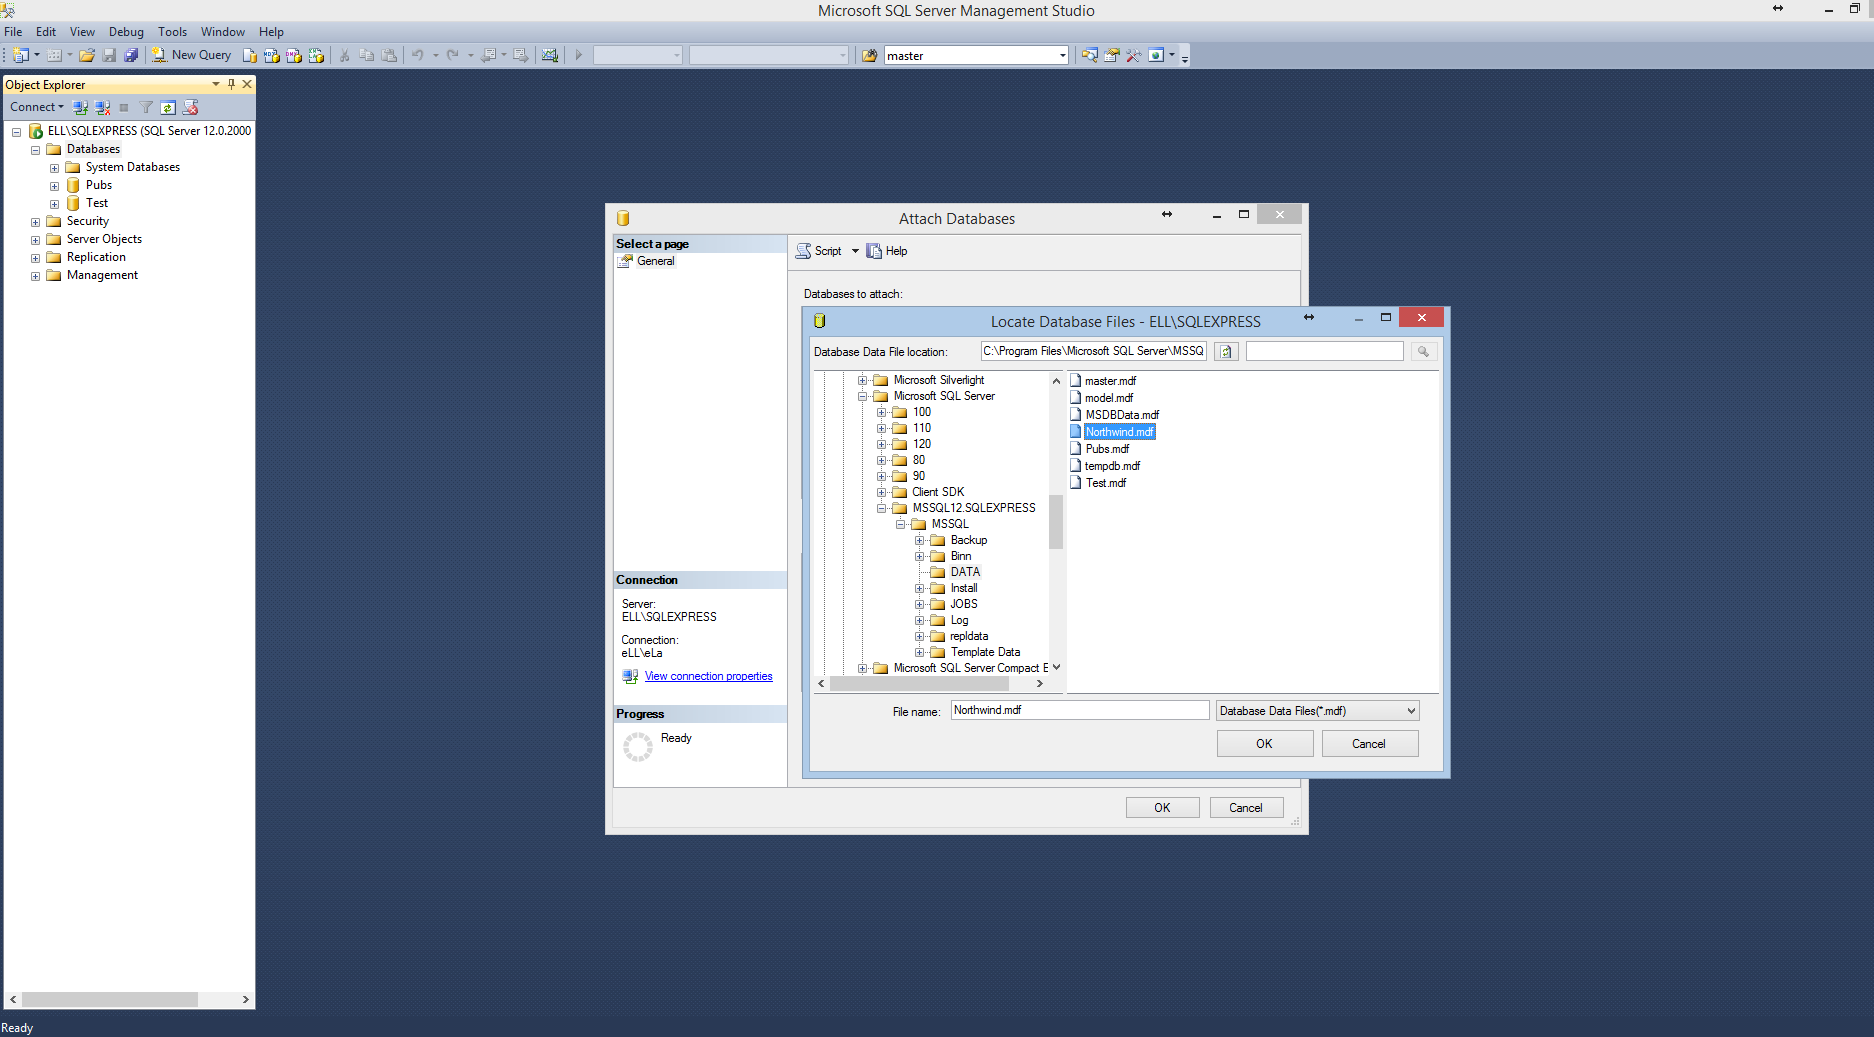 Microsoft SQL Server Management Studio
File Edit View Debug Tools Window Help
New Query
master
Object Explorer
Connect
ELL\SQLEXPRESS (SQL Server 12.0.2000
Databases
System Databases
Pubs
Test
Security
Server Objects
Replication
Management
Attach Databases
Select a page
General
Script Help
Databases to attach:
Connection
Server:
ELL\SQLEXPRESS
Connection:
eLL\eLa
View connection properties
Progress
Ready
OK Cancel
Locate Database Files - ELL\SQLEXPRESS
Database Data File location: C:\Program Files\Microsoft SQL Server\MSSQ
Microsoft Silverlight
Microsoft SQL Server
100
110
120
80
90
Client SDK
MSSQL12.SQLEXPRESS
MSSQL
Backup
Binn
DATA
Install
JOBS
Log
repldata
Template Data
Microsoft SQL Server Compact E
master.mdf
model.mdf
MSDBData.mdf
Northwind.mdf
Pubs.mdf
tempdb.mdf
Test.mdf
File name: Northwind.mdf Database Data Files(*.mdf)
OK Cancel
Ready